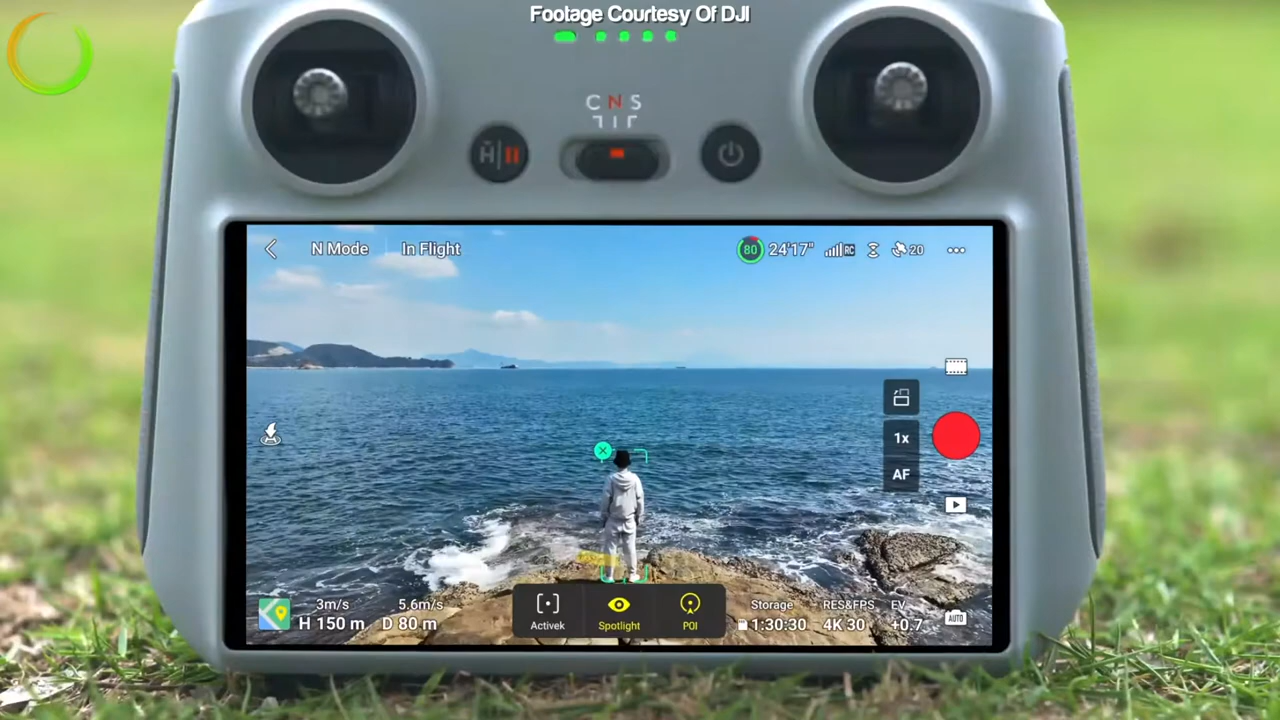 Footage Courtesy Of DJI
C N S
H
N Mode In Flight 80 24'17" RC 20
1x
AF
3m/s 5.6m/s
H 150 m D 80 m
Activek Spotlight POI
Storage RES&FPS EV
1:30:30 4K 30 +0.7
AUTO